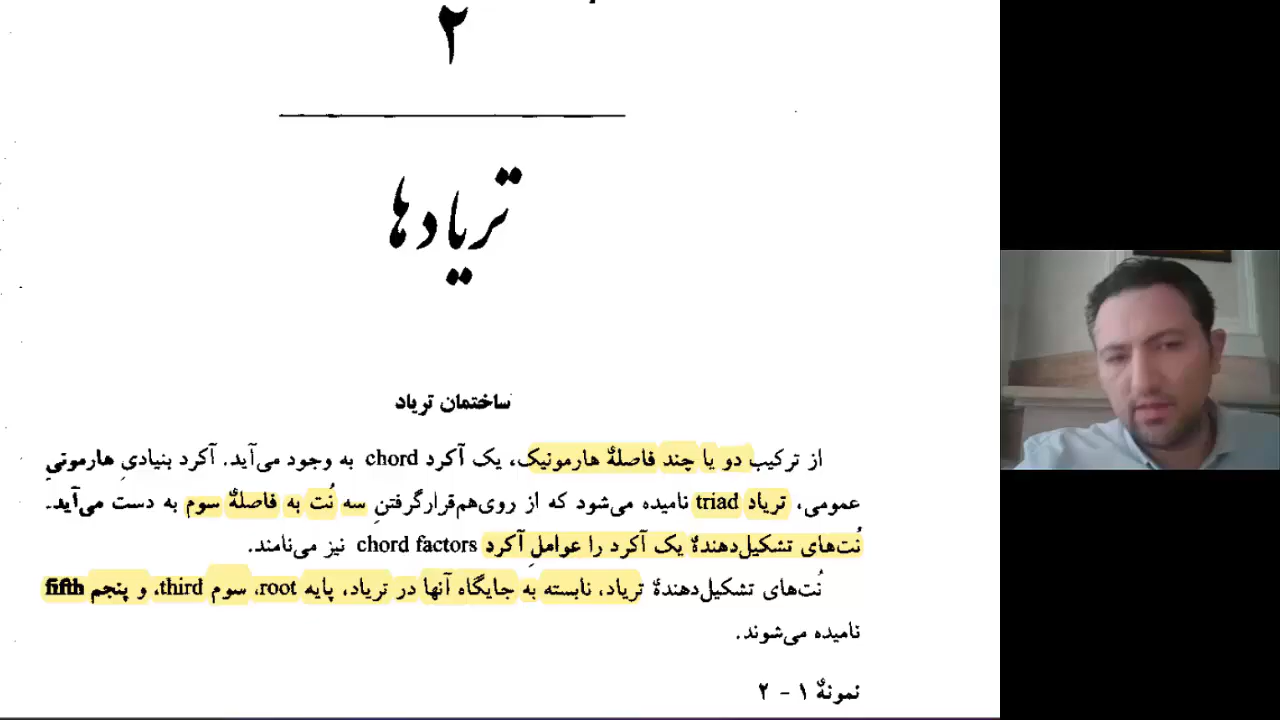 ۲
تریادها
ساختمان تریاد
از ترکیب دو یا چند فاصلهٔ هارمونیک، یک آکرد chord به وجود می‌آید. آکرد بنیادیِ هارمونیِ
عمومی، تریاد triad نامیده می‌شود که از روی‌هم‌قرارگرفتنِ سه نُت به فاصلهٔ سوم به دست می‌آید.
نُت‌های تشکیل‌دهندهٔ یک آکرد را عواملِ آکرد chord factors نیز می‌نامند.
نُت‌های تشکیل‌دهندهٔ تریاد، نابسته به جایگاه آنها در تریاد، پایه root، سوم third، و پنجم fifth
نامیده می‌شوند.
نمونهٔ ۱ - ۲